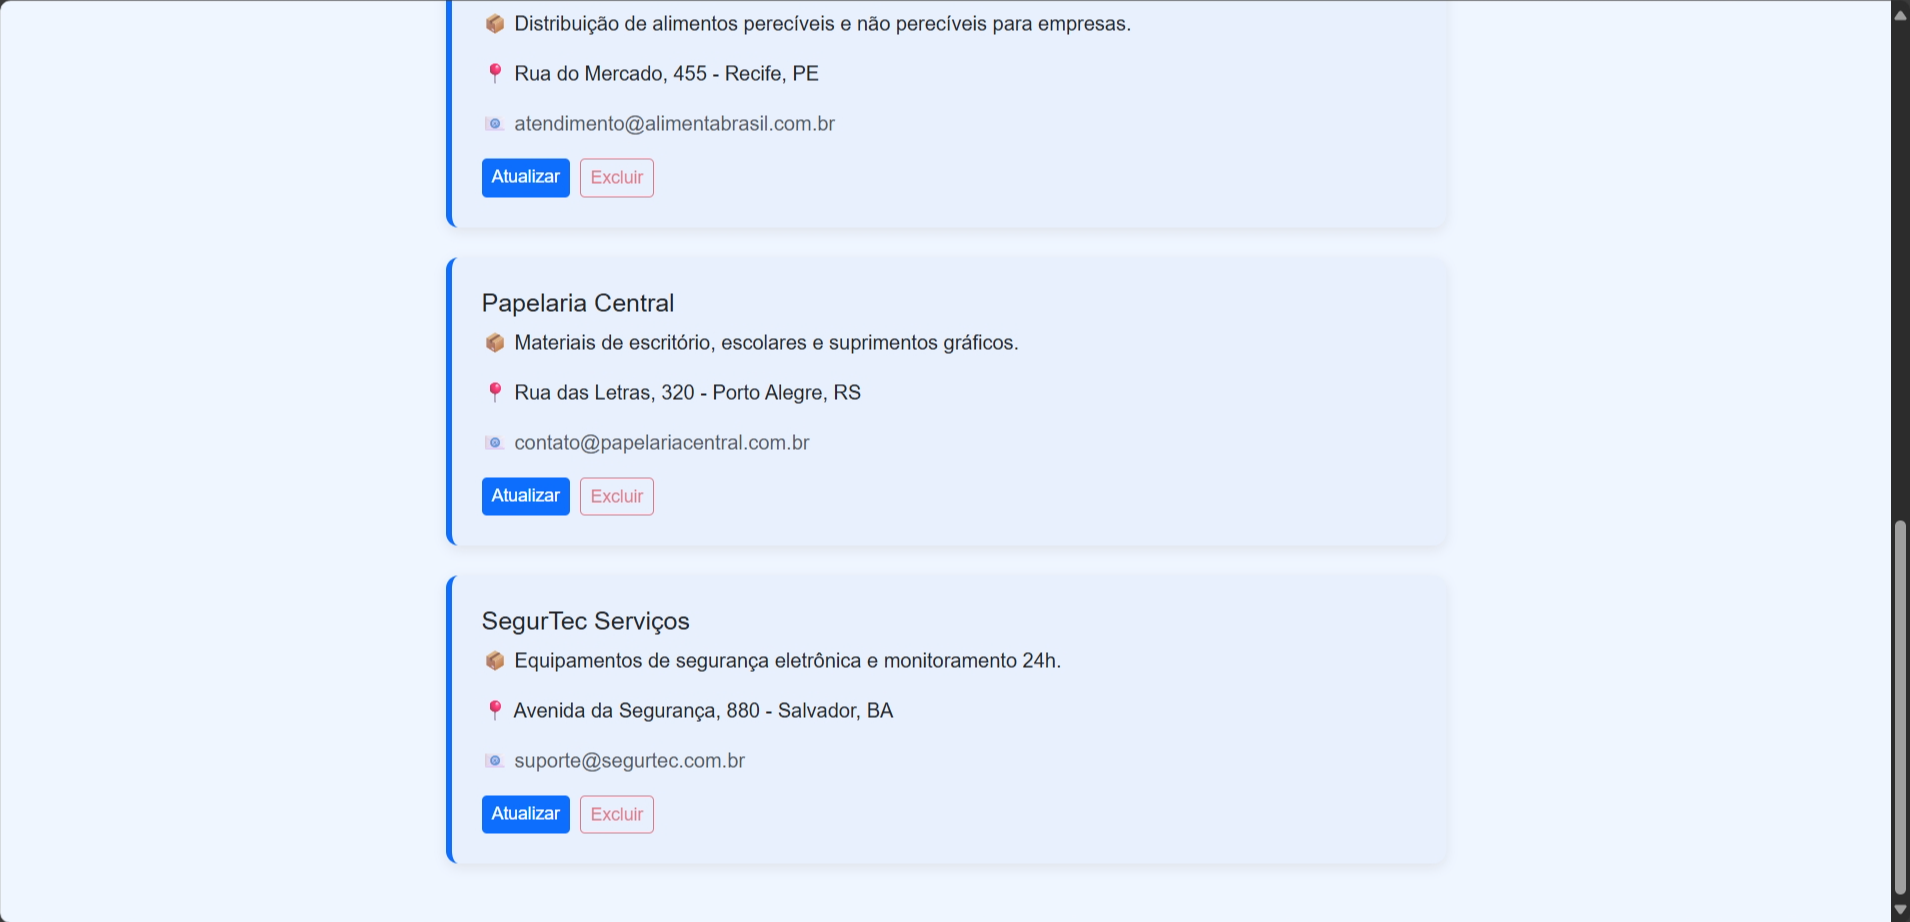 Distribuição de alimentos perecíveis e não perecíveis para empresas.
Rua do Mercado, 455 - Recife, PE
atendimento@alimentabrasil.com.br
Atualizar Excluir
Papelaria Central
Materiais de escritório, escolares e suprimentos gráficos.
Rua das Letras, 320 - Porto Alegre, RS
contato@papelariacentral.com.br
Atualizar Excluir
SegurTec Serviços
Equipamentos de segurança eletrônica e monitoramento 24h.
Avenida da Segurança, 880 - Salvador, BA
suporte@segurtec.com.br
Atualizar Excluir